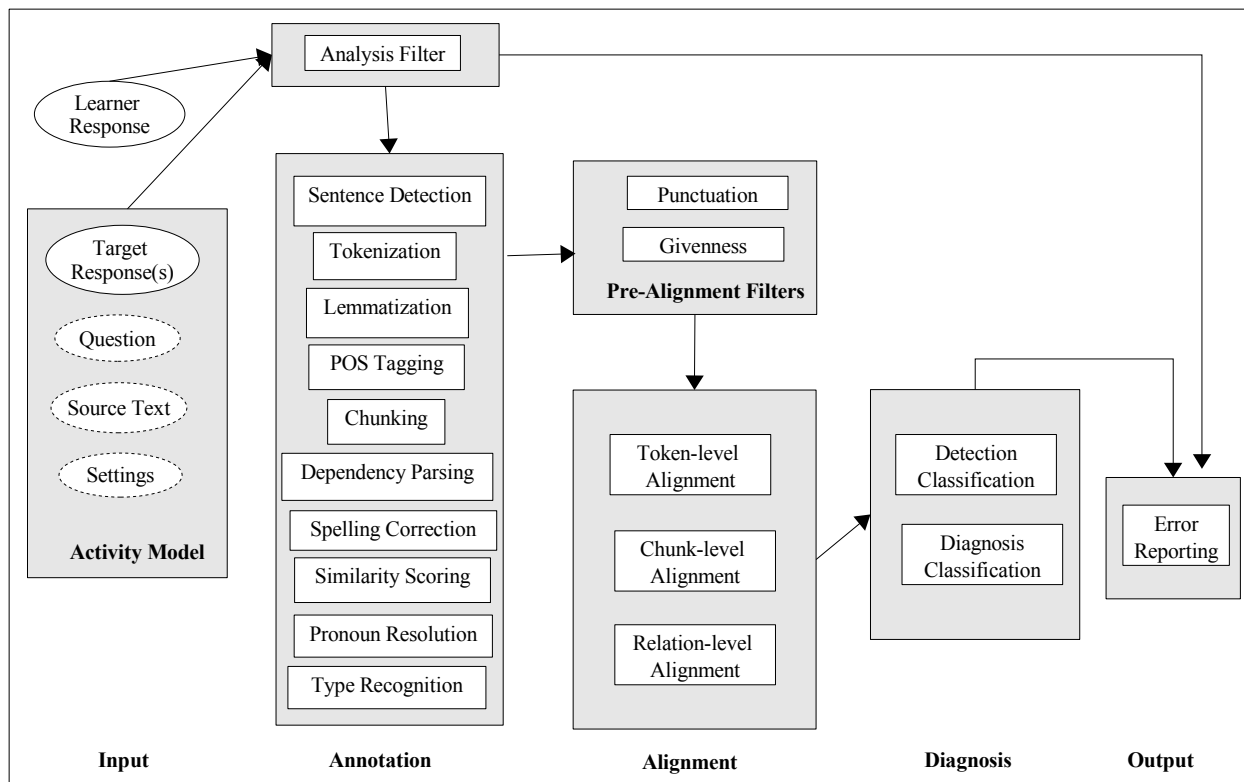 Analysis Filter
Learner
Response
Target
Response(s)
Question
Source Text
Settings
Activity Model
Sentence Detection
Tokenization
Lemmatization
POS Tagging
Chunking
Dependency Parsing
Spelling Correction
Similarity Scoring
Pronoun Resolution
Type Recognition
Punctuation
Givenness
Pre-Alignment Filters
Token-level
Alignment
Chunk-level
Alignment
Relation-level
Alignment
Detection
Classification
Diagnosis
Classification
Error
Reporting
Input
Annotation
Alignment
Diagnosis
Output